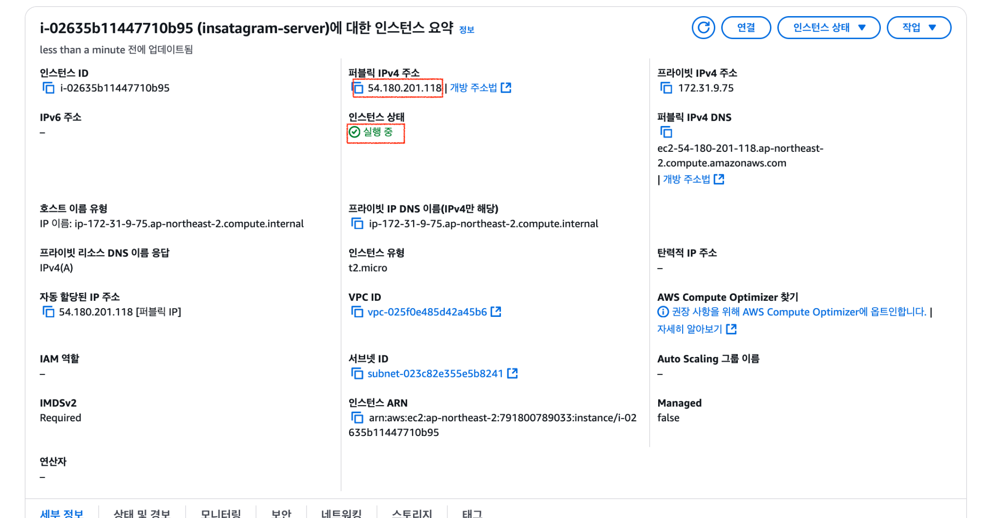 i-02635b11447710b95 (insatagram-server)에 대한 인스턴스 요약 정보
연결
인스턴스 상태
작업
less than a minute 전에 업데이트됨
인스턴스 ID
i-02635b11447710b95
퍼블릭 IPv4 주소
54.180.201.118 | 개방 주소법
프라이빗 IPv4 주소
172.31.9.75
IPv6 주소
–
인스턴스 상태
실행 중
퍼블릭 IPv4 DNS
ec2-54-180-201-118.ap-northeast-
2.compute.amazonaws.com
| 개방 주소법
호스트 이름 유형
IP 이름: ip-172-31-9-75.ap-northeast-2.compute.internal
프라이빗 IP DNS 이름(IPv4만 해당)
ip-172-31-9-75.ap-northeast-2.compute.internal
프라이빗 리소스 DNS 이름 응답
IPv4(A)
인스턴스 유형
t2.micro
탄력적 IP 주소
–
자동 할당된 IP 주소
54.180.201.118 [퍼블릭 IP]
VPC ID
vpc-025f0e485d42a45b6
AWS Compute Optimizer 찾기
권장 사항을 위해 AWS Compute Optimizer에 옵트인합니다. |
자세히 알아보기
IAM 역할
–
서브넷 ID
subnet-023c82e355e5b8241
Auto Scaling 그룹 이름
–
IMDSv2
Required
인스턴스 ARN
arn:aws:ec2:ap-northeast-2:791800789033:instance/i-02
635b11447710b95
Managed
false
연산자
–
세부 정보
상태 및 경보
모니터링
보안
네트워킹
스토리지
태그